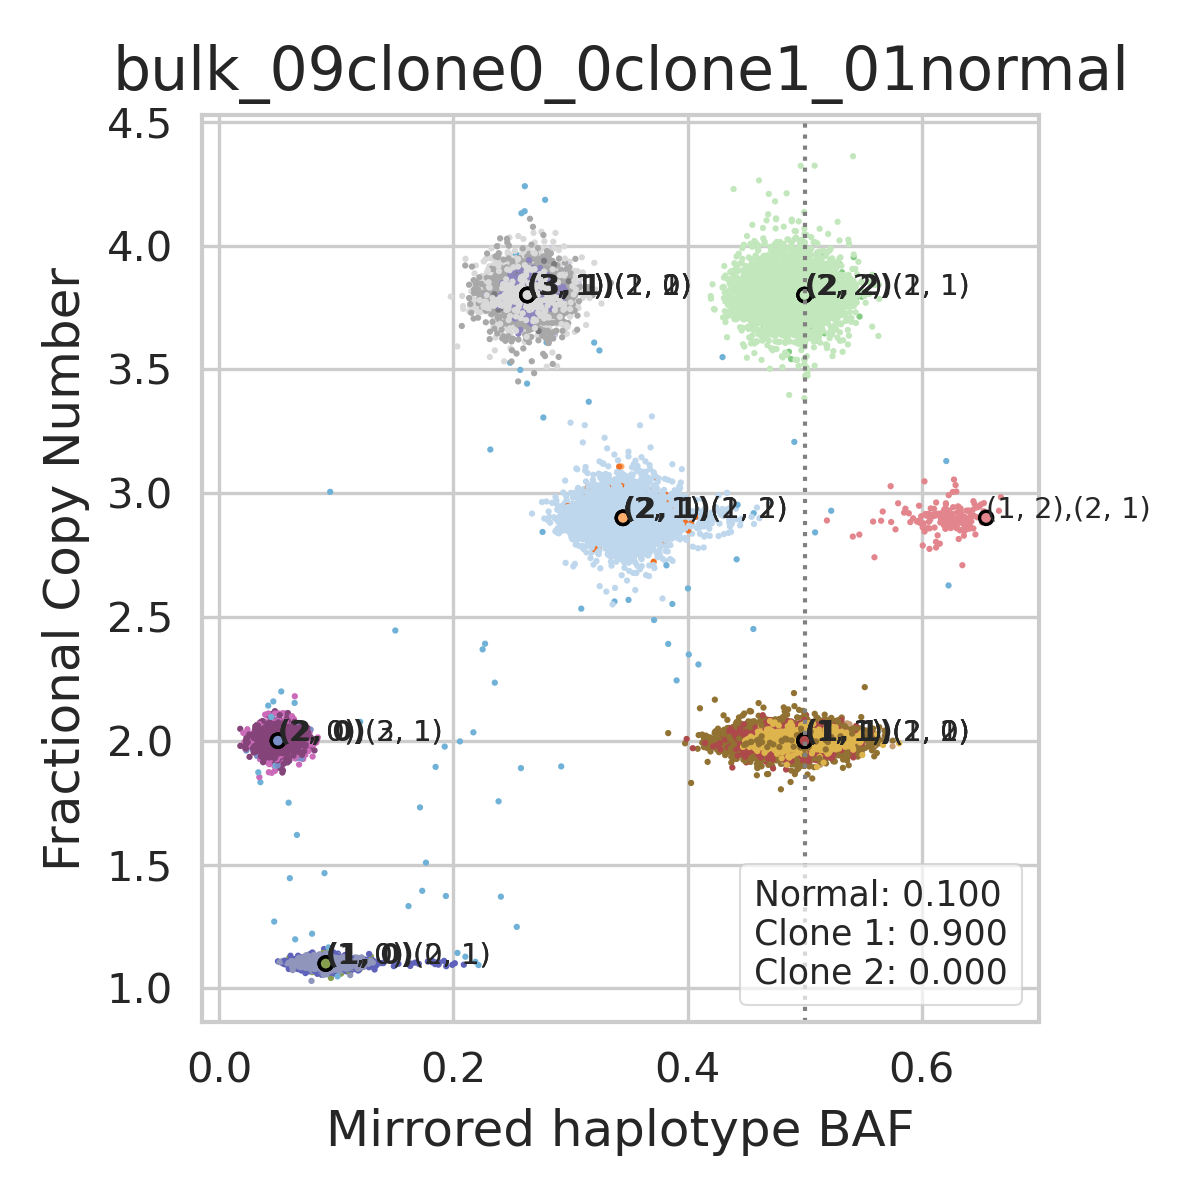 bulk_09clone0_0clone1_01normal
4.5
4.0
3.5
3.0
2.5
2.0
1.5
1.0
Fractional Copy Number
(1, 2),(2, 1)
Normal: 0.100
Clone 1: 0.900
Clone 2: 0.000
0.0 0.2 0.4 0.6
Mirrored haplotype BAF